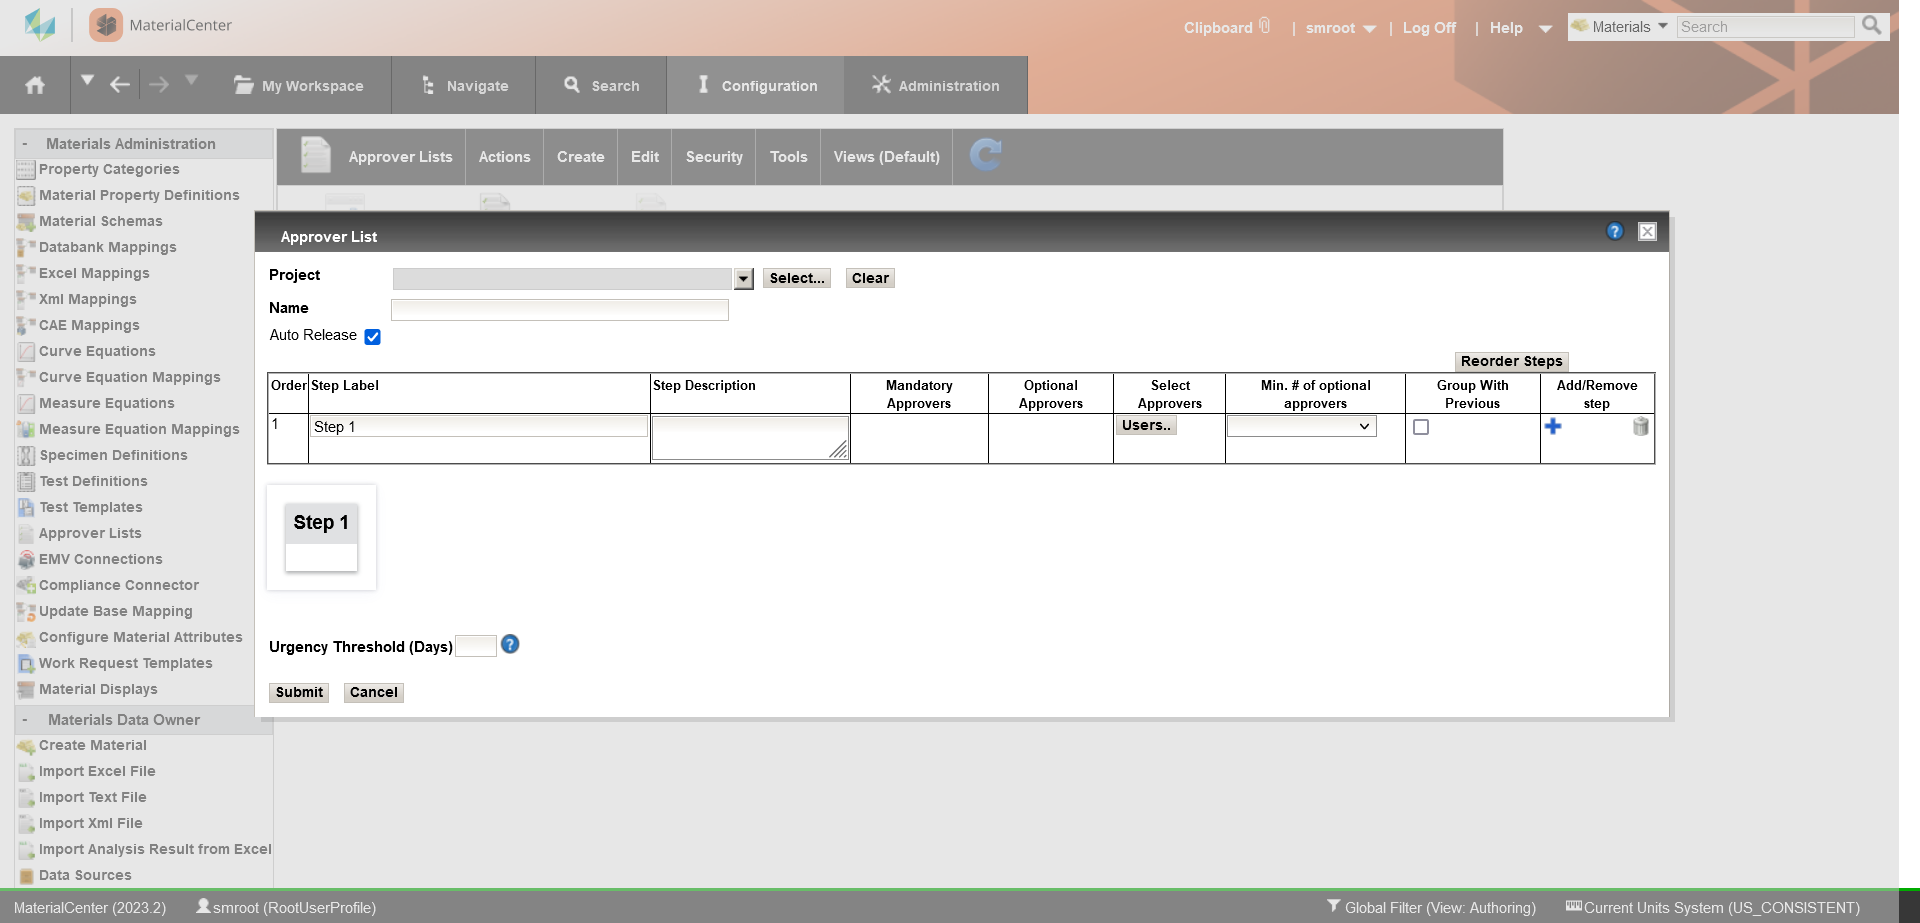 MaterialCenter
Clipboard | smroot | Log Off | Help
Materials Search
My Workspace Navigate Search Configuration Administration
- Materials Administration
Property Categories
Material Property Definitions
Material Schemas
Databank Mappings
Excel Mappings
Xml Mappings
CAE Mappings
Curve Equations
Curve Equation Mappings
Measure Equations
Measure Equation Mappings
Specimen Definitions
Test Definitions
Test Templates
Approver Lists
EMV Connections
Compliance Connector
Update Base Mapping
Configure Material Attributes
Work Request Templates
Material Displays
- Materials Data Owner
Create Material
Import Excel File
Import Text File
Import Xml File
Import Analysis Result from Excel
Data Sources
Approver Lists Actions Create Edit Security Tools Views (Default)
Approver List
?
Project Select... Clear
Name
Auto Release
Reorder Steps
Order Step Label Step Description Mandatory Approvers Optional Approvers Select Approvers Min. # of optional approvers Group With Previous Add/Remove step
1 Step 1 Users..
Step 1
Urgency Threshold (Days) ?
Submit Cancel
MaterialCenter (2023.2) smroot (RootUserProfile) Global Filter (View: Authoring) Current Units System (US_CONSISTENT)